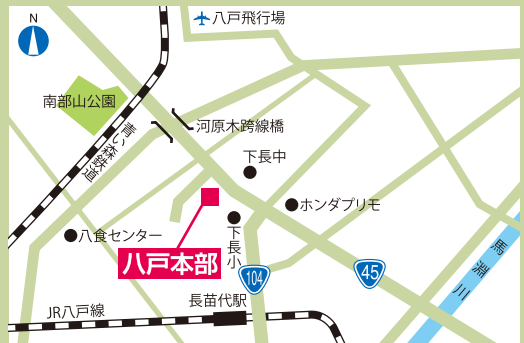 N
八戸飛行場
南部山公園
青い森鉄道
河原木跨線橋
下長中
ホンダプリモ
八食センター
下長小
八戸本部
104
45
馬淵川
長苗代駅
JR八戸線